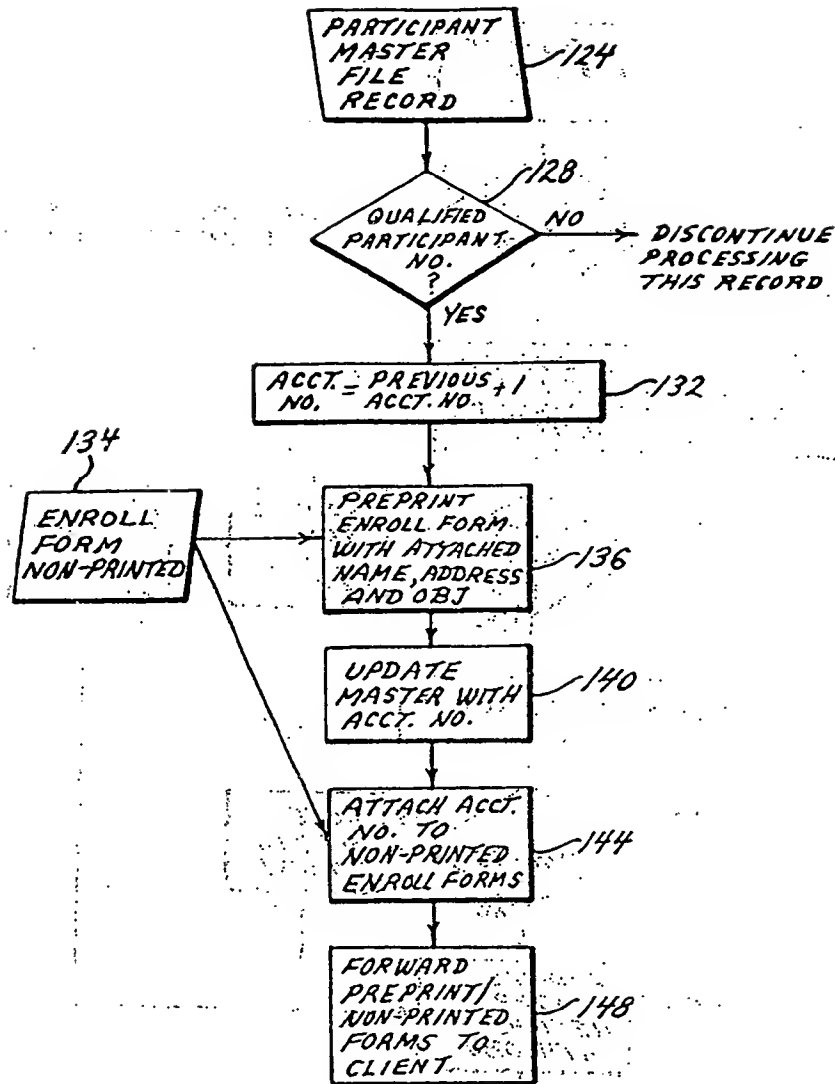 PARTICIPANT
MASTER
FILE
RECORD
124
128
QUALIFIED
PARTICIPANT
NO.
?
NO
DISCONTINUE
PROCESSING
THIS RECORD
YES
ACCT. = PREVIOUS + 1
NO. ACCT. NO.
132
134
ENROLL
FORM
NON-PRINTED
PREPRINT
ENROLL FORM
WITH ATTACHED
NAME, ADDRESS
AND OBJ
136
UPDATE
MASTER WITH
ACCT. NO.
140
ATTACH ACCT.
NO. TO
NON-PRINTED
ENROLL FORMS
144
FORWARD
PREPRINT/
NON-PRINTED
FORMS TO
CLIENT
148